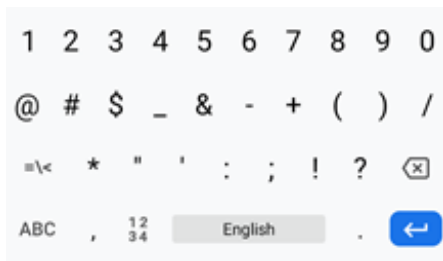 1 2 3 4 5 6 7 8 9 0
@ # $ _ & - + ( ) /
=\< * " ' : ; ! ?
ABC , 12 34 English .